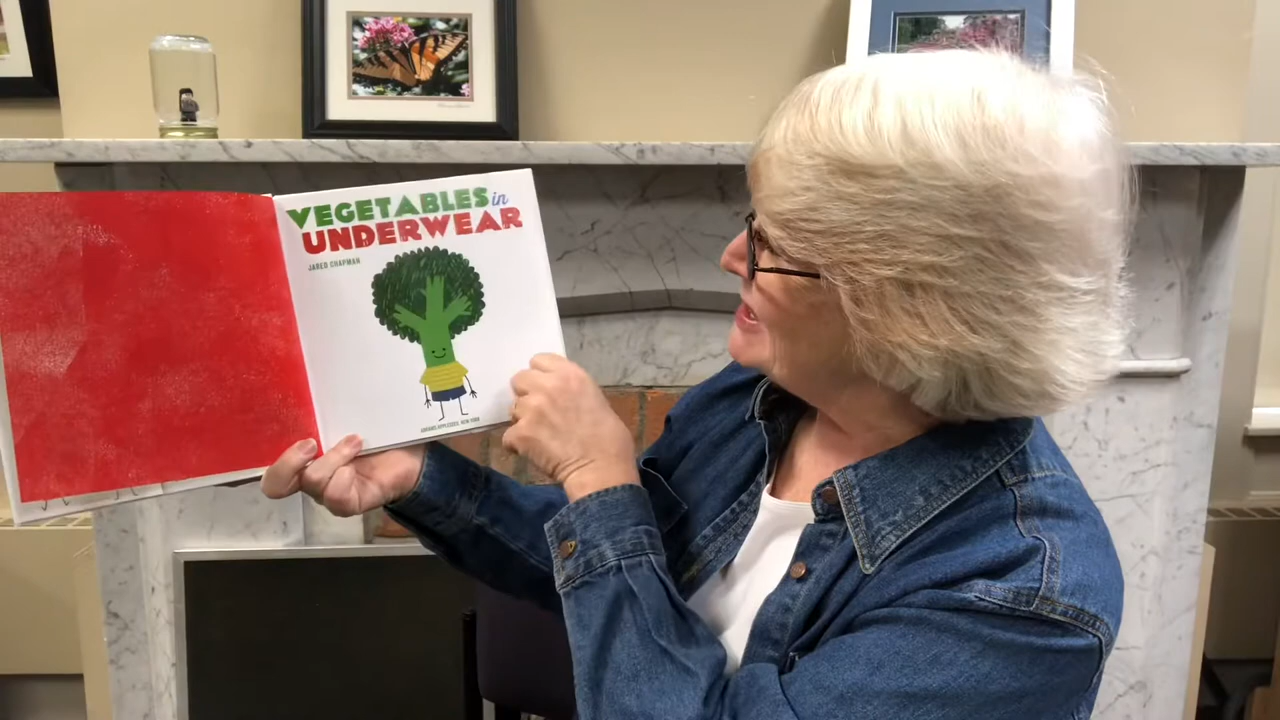 VEGETABLES in
UNDERWEAR
JARED CHAPMAN
ABRAMS APPLESEED, NEW YORK